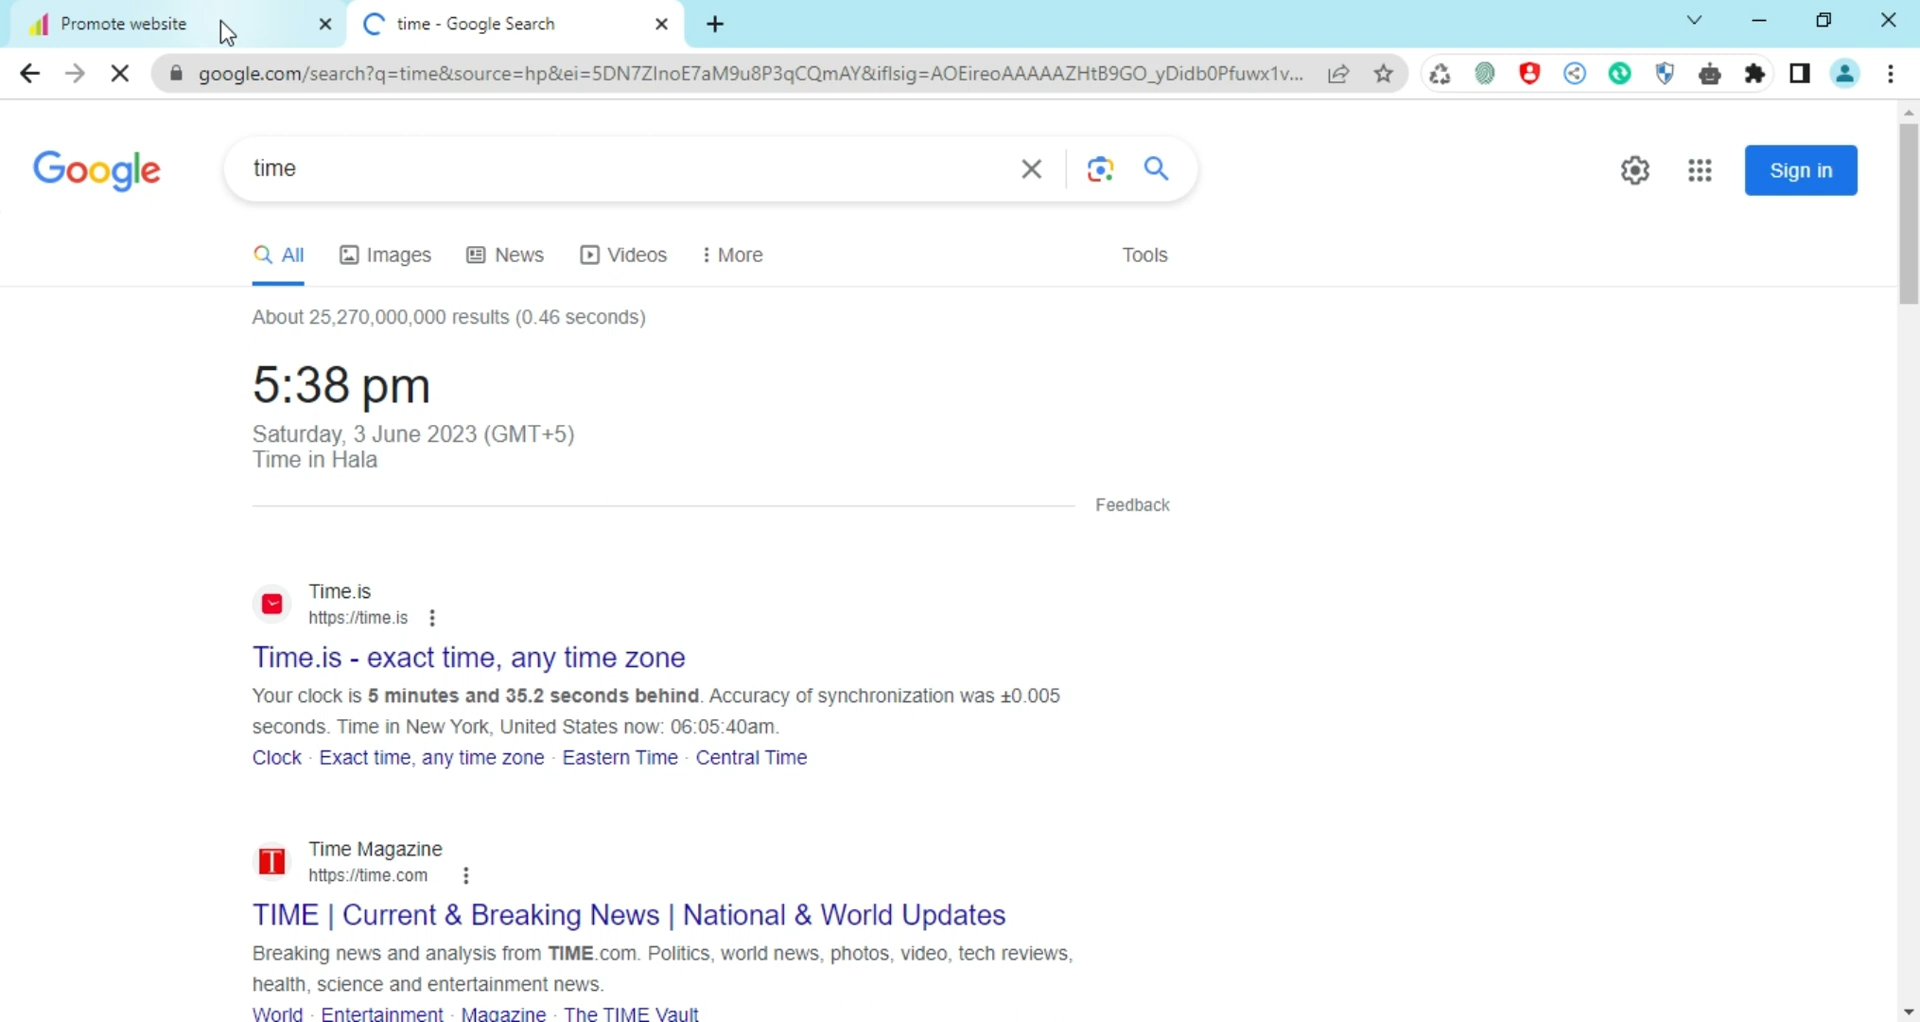 Promote website
time - Google Search
google.com/search?q=time&source=hp&ei=5DN7ZInoE7aM9u8P3qCQmAY&iflsig=AOEireoAAAAAZHtB9GO_yDidb0Pfuwx1v...
Google
time
Sign in
All Images News Videos More Tools
About 25,270,000,000 results (0.46 seconds)
5:38 pm
Saturday, 3 June 2023 (GMT+5)
Time in Hala
Feedback
Time.is
https://time.is
Time.is - exact time, any time zone
Your clock is 5 minutes and 35.2 seconds behind. Accuracy of synchronization was ±0.005
seconds. Time in New York, United States now: 06:05:40am.
Clock · Exact time, any time zone · Eastern Time · Central Time
T
Time Magazine
https://time.com
TIME | Current & Breaking News | National & World Updates
Breaking news and analysis from TIME.com. Politics, world news, photos, video, tech reviews,
health, science and entertainment news.
World · Entertainment · Magazine · The TIME Vault